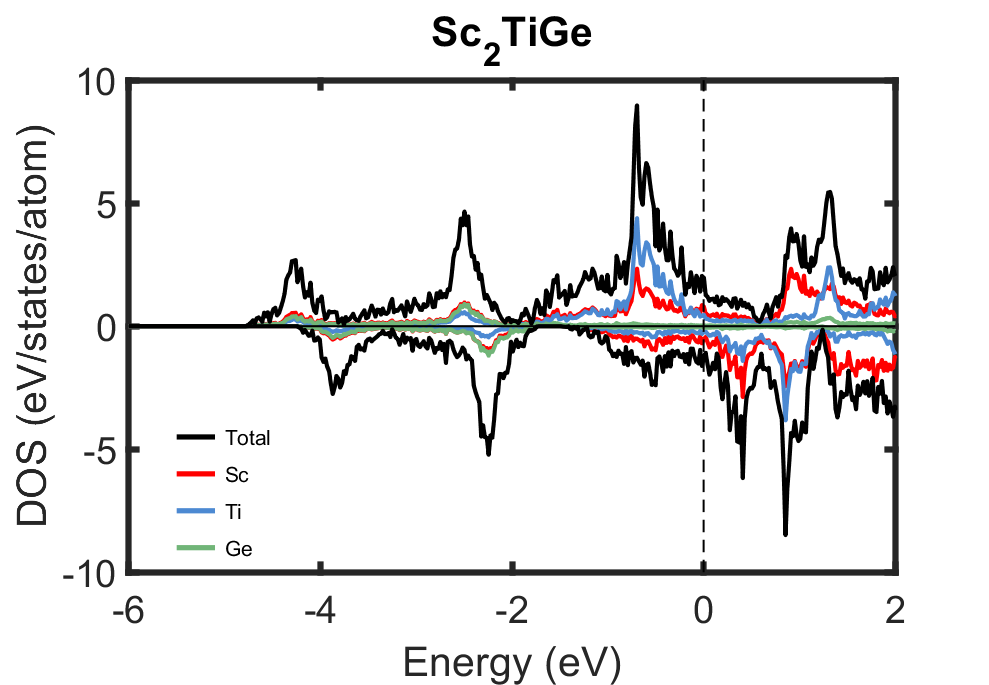 Sc2TiGe
DOS (eV/states/atom)
10
5
0
-5
-10
Total
Sc
Ti
Ge
-6 -4 -2 0 2
Energy (eV)